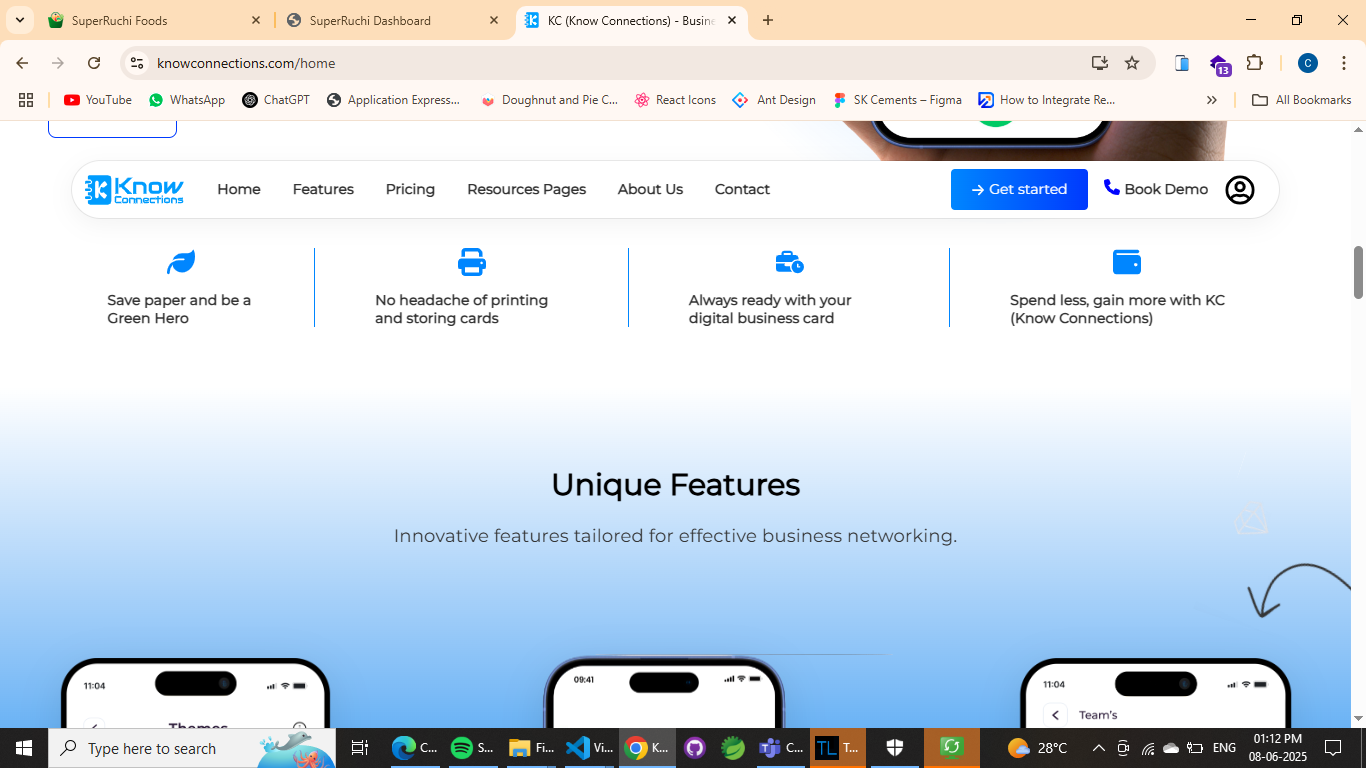 SuperRuchi Foods
SuperRuchi Dashboard
KC (Know Connections) - Busine
knowconnections.com/home
13
C
YouTube
WhatsApp
ChatGPT
Application Express...
Doughnut and Pie C...
React Icons
Ant Design
SK Cements – Figma
How to Integrate Re...
All Bookmarks
Know
Connections
Home
Features
Pricing
Resources Pages
About Us
Contact
Get started
Book Demo
Save paper and be a
Green Hero
No headache of printing
and storing cards
Always ready with your
digital business card
Spend less, gain more with KC
(Know Connections)
Unique Features
Innovative features tailored for effective business networking.
11:04
Themes
09:41
11:04
Team's
Type here to search
C...
S...
Fi...
Vi...
K...
C...
TL
T...
28°C
ENG
01:12 PM
08-06-2025